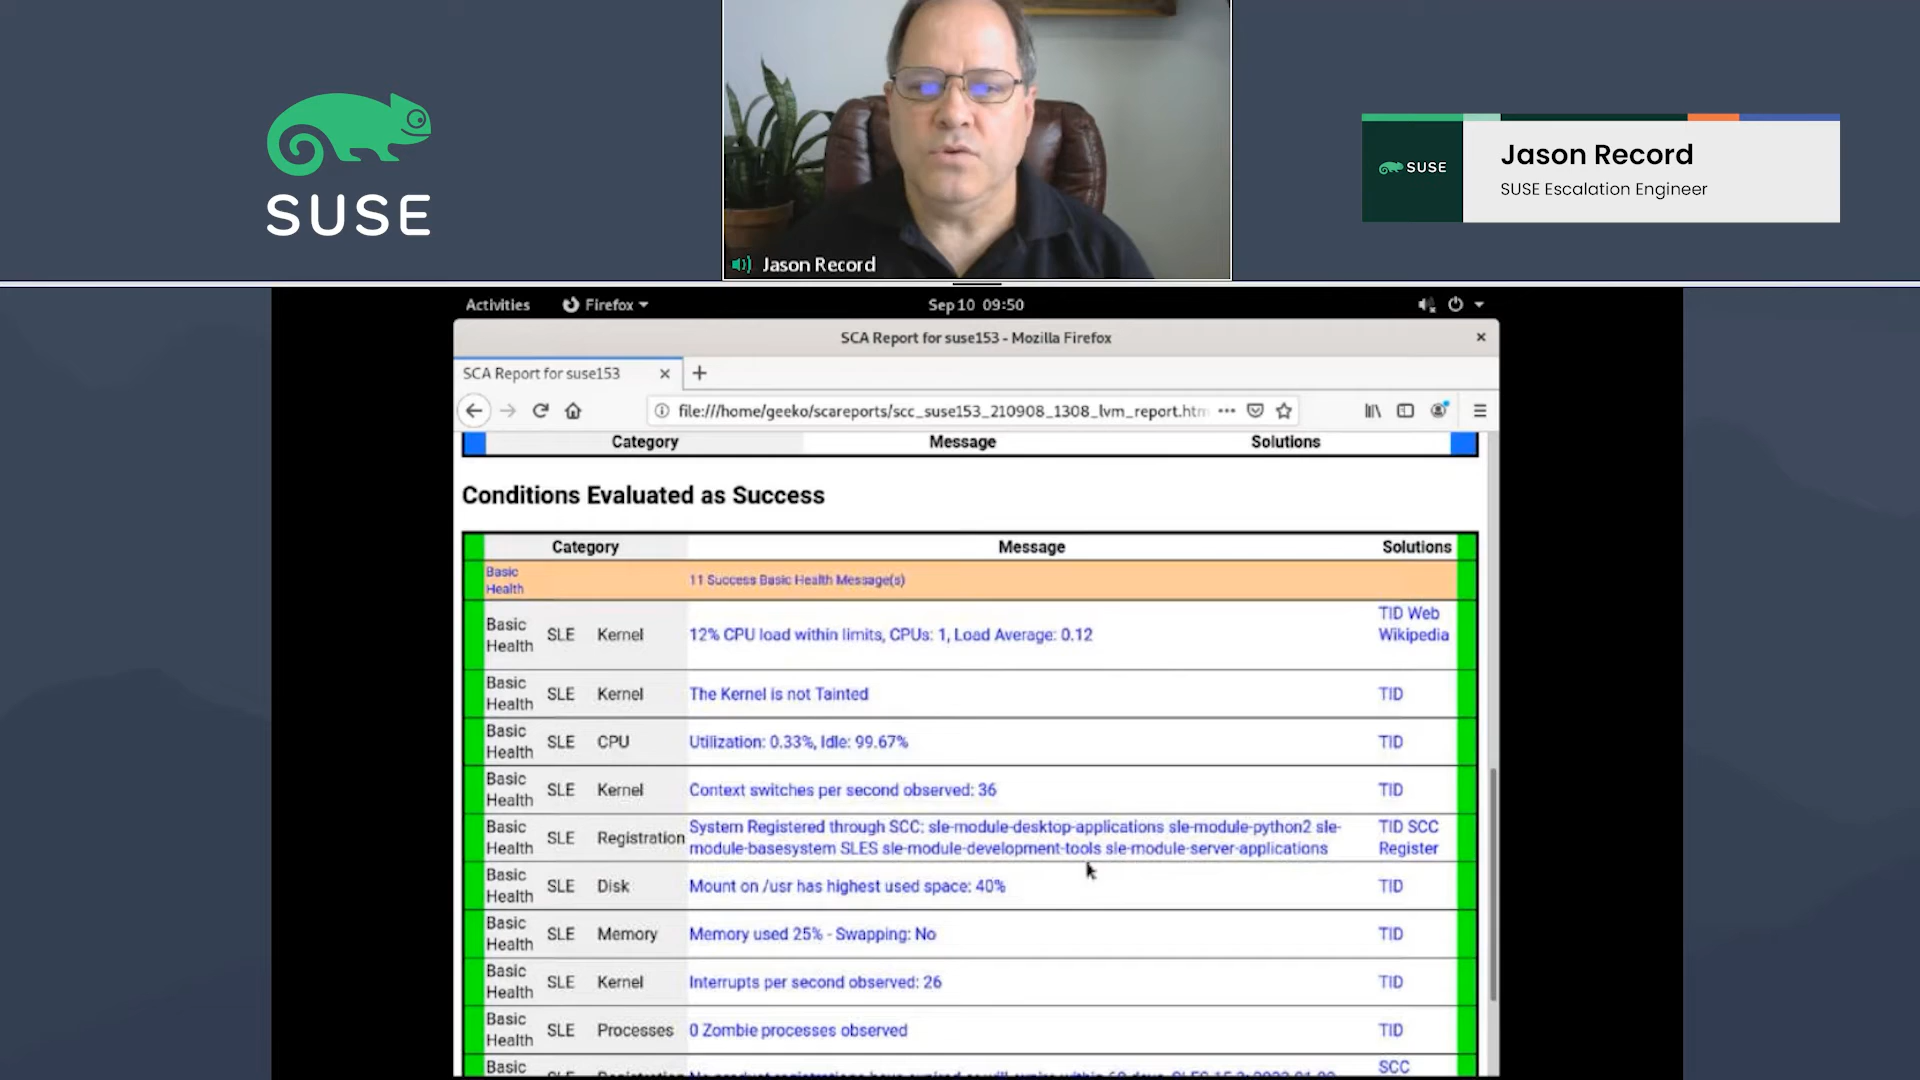 SUSE
Jason Record
SUSE
Jason Record
SUSE Escalation Engineer
Activities Firefox Sep 10 09:50
SCA Report for suse153 - Mozilla Firefox
SCA Report for suse153
file:///home/geeko/scareports/scc_suse153_210908_1308_lvm_report.htm
Category Message Solutions
Conditions Evaluated as Success
Category Message Solutions
Basic Health 11 Success Basic Health Message(s)
Basic Health SLE Kernel 12% CPU load within limits, CPUs: 1, Load Average: 0.12 TID Web Wikipedia
Basic Health SLE Kernel The Kernel is not Tainted TID
Basic Health SLE CPU Utilization: 0.33%, Idle: 99.67% TID
Basic Health SLE Kernel Context switches per second observed: 36 TID
Basic Health SLE Registration System Registered through SCC: sle-module-desktop-applications sle-module-python2 sle-
module-basesystem SLES sle-module-development-tools sle-module-server-applications TID SCC Register
Basic Health SLE Disk Mount on /usr has highest used space: 40% TID
Basic Health SLE Memory Memory used 25% - Swapping: No TID
Basic Health SLE Kernel Interrupts per second observed: 26 TID
Basic Health SLE Processes 0 Zombie processes observed TID
Basic SCC